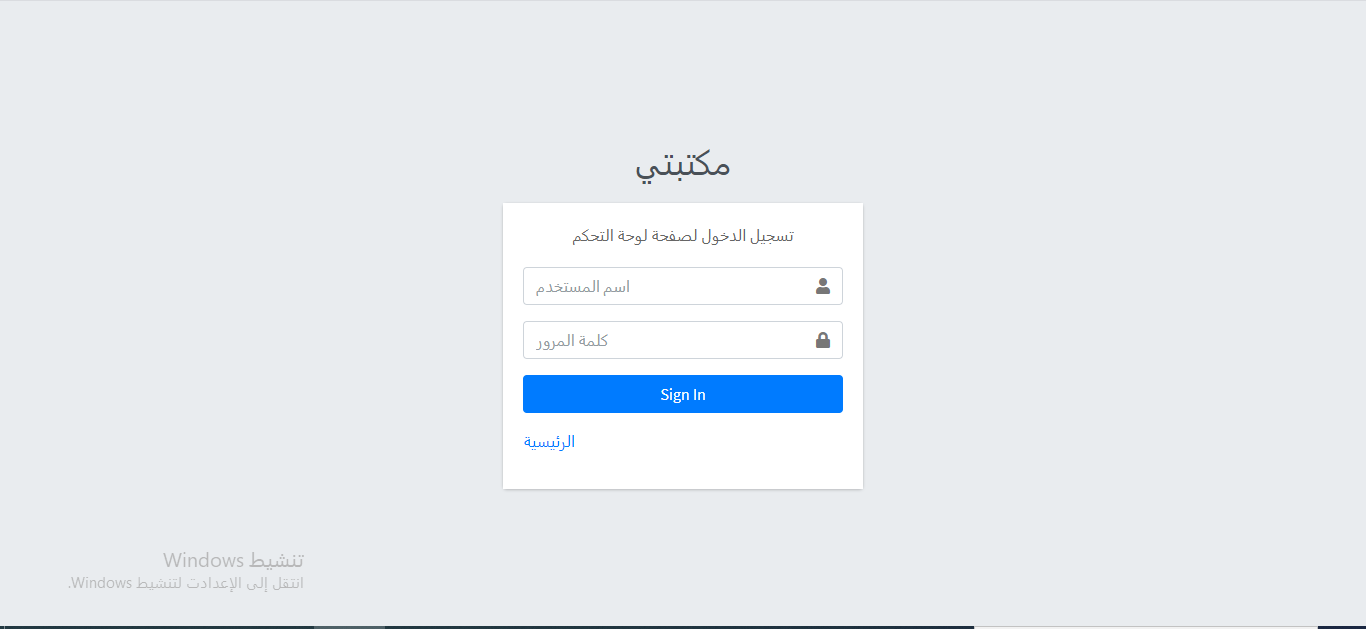 مكتبتي
تسجيل الدخول لصفحة لوحة التحكم
اسم المستخدم
كلمة المرور
Sign In
الرئيسية
تنشيط Windows
انتقل إلى الإعدادت لتنشيط Windows.